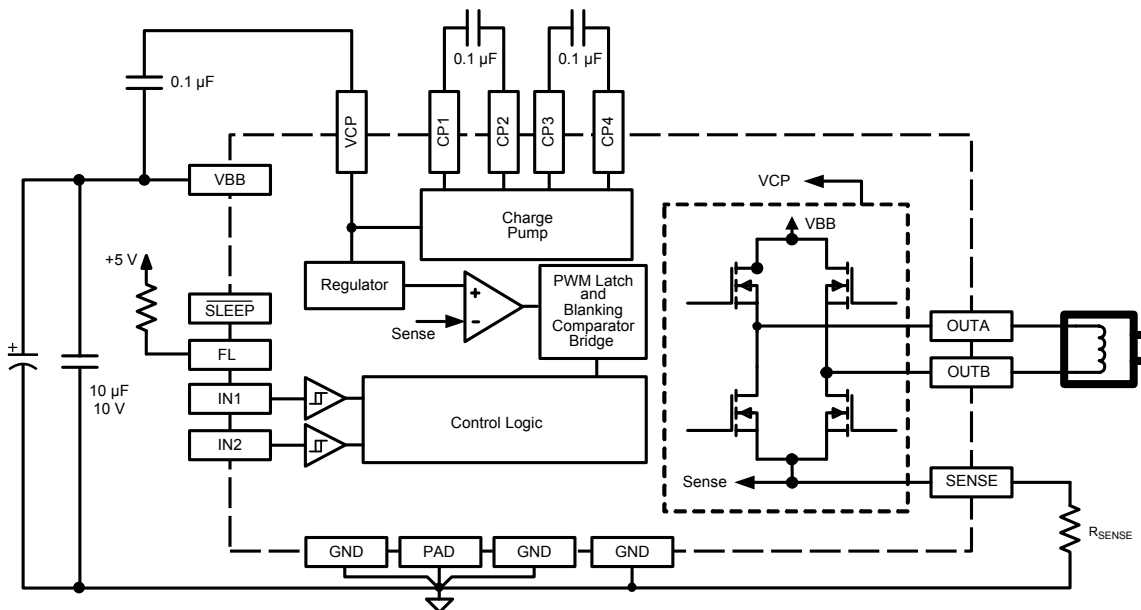 0.1 µF
0.1 µF
0.1 µF
VCP
CP1
CP2
CP3
CP4
VBB
Charge
Pump
VCP
VBB
+5 V
Regulator
+
−
Sense
PWM Latch
and
Blanking
Comparator
Bridge
SLEEP
FL
IN1
IN2
+
10 µF
10 V
Control Logic
OUTA
OUTB
Sense
SENSE
RSENSE
GND
PAD
GND
GND